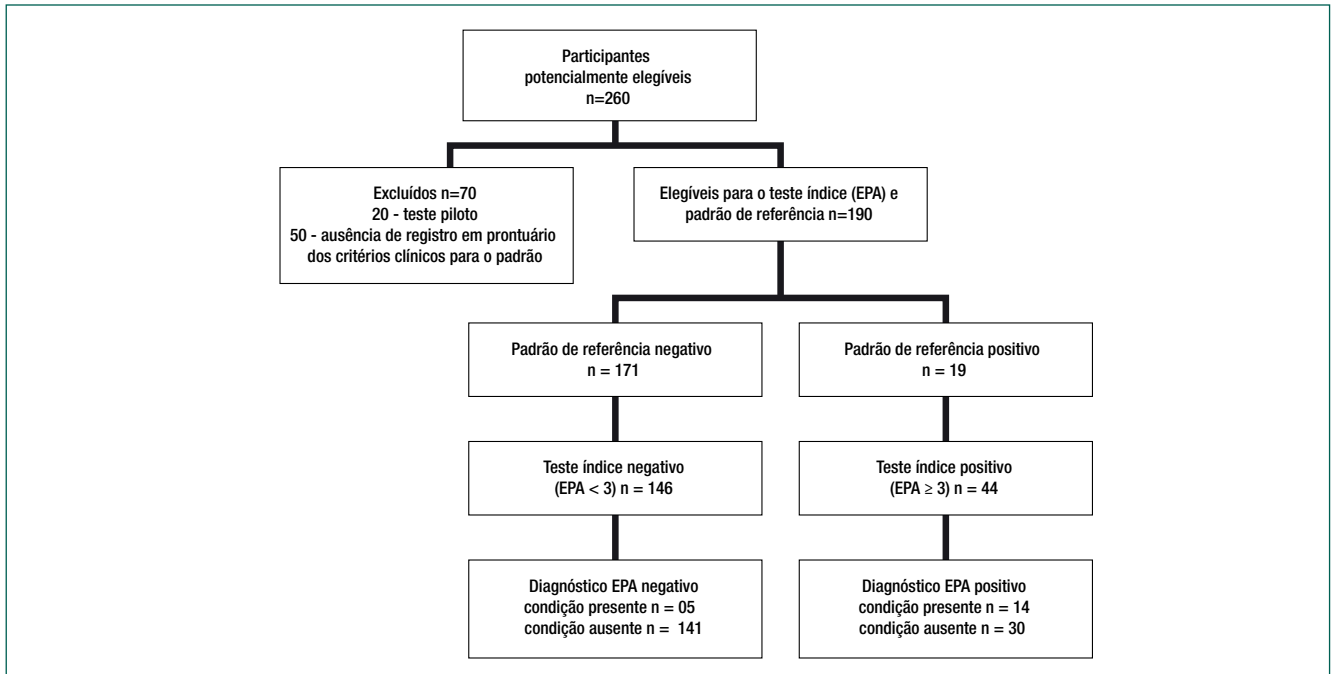 Participantes
potencialmente elegíveis
n=260
Excluídos n=70
20 - teste piloto
50 - ausência de registro em prontuário
dos critérios clínicos para o padrão
Elegíveis para o teste índice (EPA) e
padrão de referência n=190
Padrão de referência negativo
n = 171
Padrão de referência positivo
n = 19
Teste índice negativo
(EPA < 3) n = 146
Teste índice positivo
(EPA ≥ 3) n = 44
Diagnóstico EPA negativo
condição presente n = 05
condição ausente n = 141
Diagnóstico EPA positivo
condição presente n = 14
condição ausente n = 30